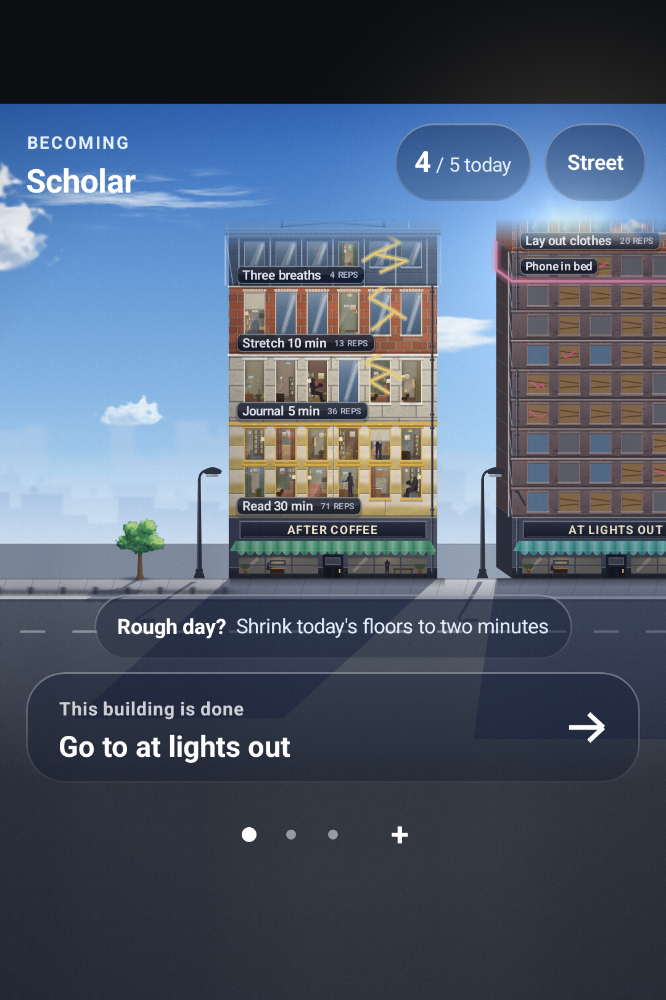 BECOMING
Scholar
4 / 5 today
Street
Lay out clothes 20 REPS
Phone in bed
Three breaths 4 REPS
Stretch 10 min 13 REPS
Journal 5 min 36 REPS
Read 30 min 71 REPS
AFTER COFFEE
AT LIGHTS OUT
Rough day? Shrink today's floors to two minutes
This building is done
Go to at lights out